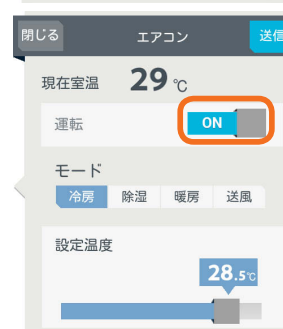 閉じる エアコン 送信
現在室温 29℃
運転 ON
モード
冷房 除湿 暖房 送風
設定温度
28.5℃